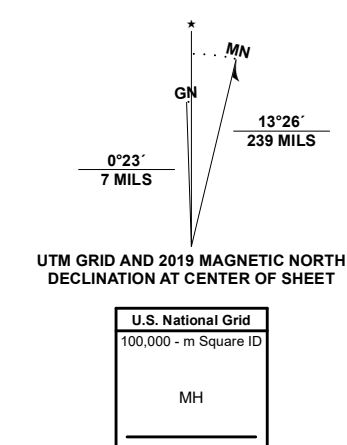 ★
MN
GN
13°26´
239 MILS
0°23´
7 MILS
UTM GRID AND 2019 MAGNETIC NORTH
DECLINATION AT CENTER OF SHEET
U.S. National Grid
100,000 - m Square ID
MH